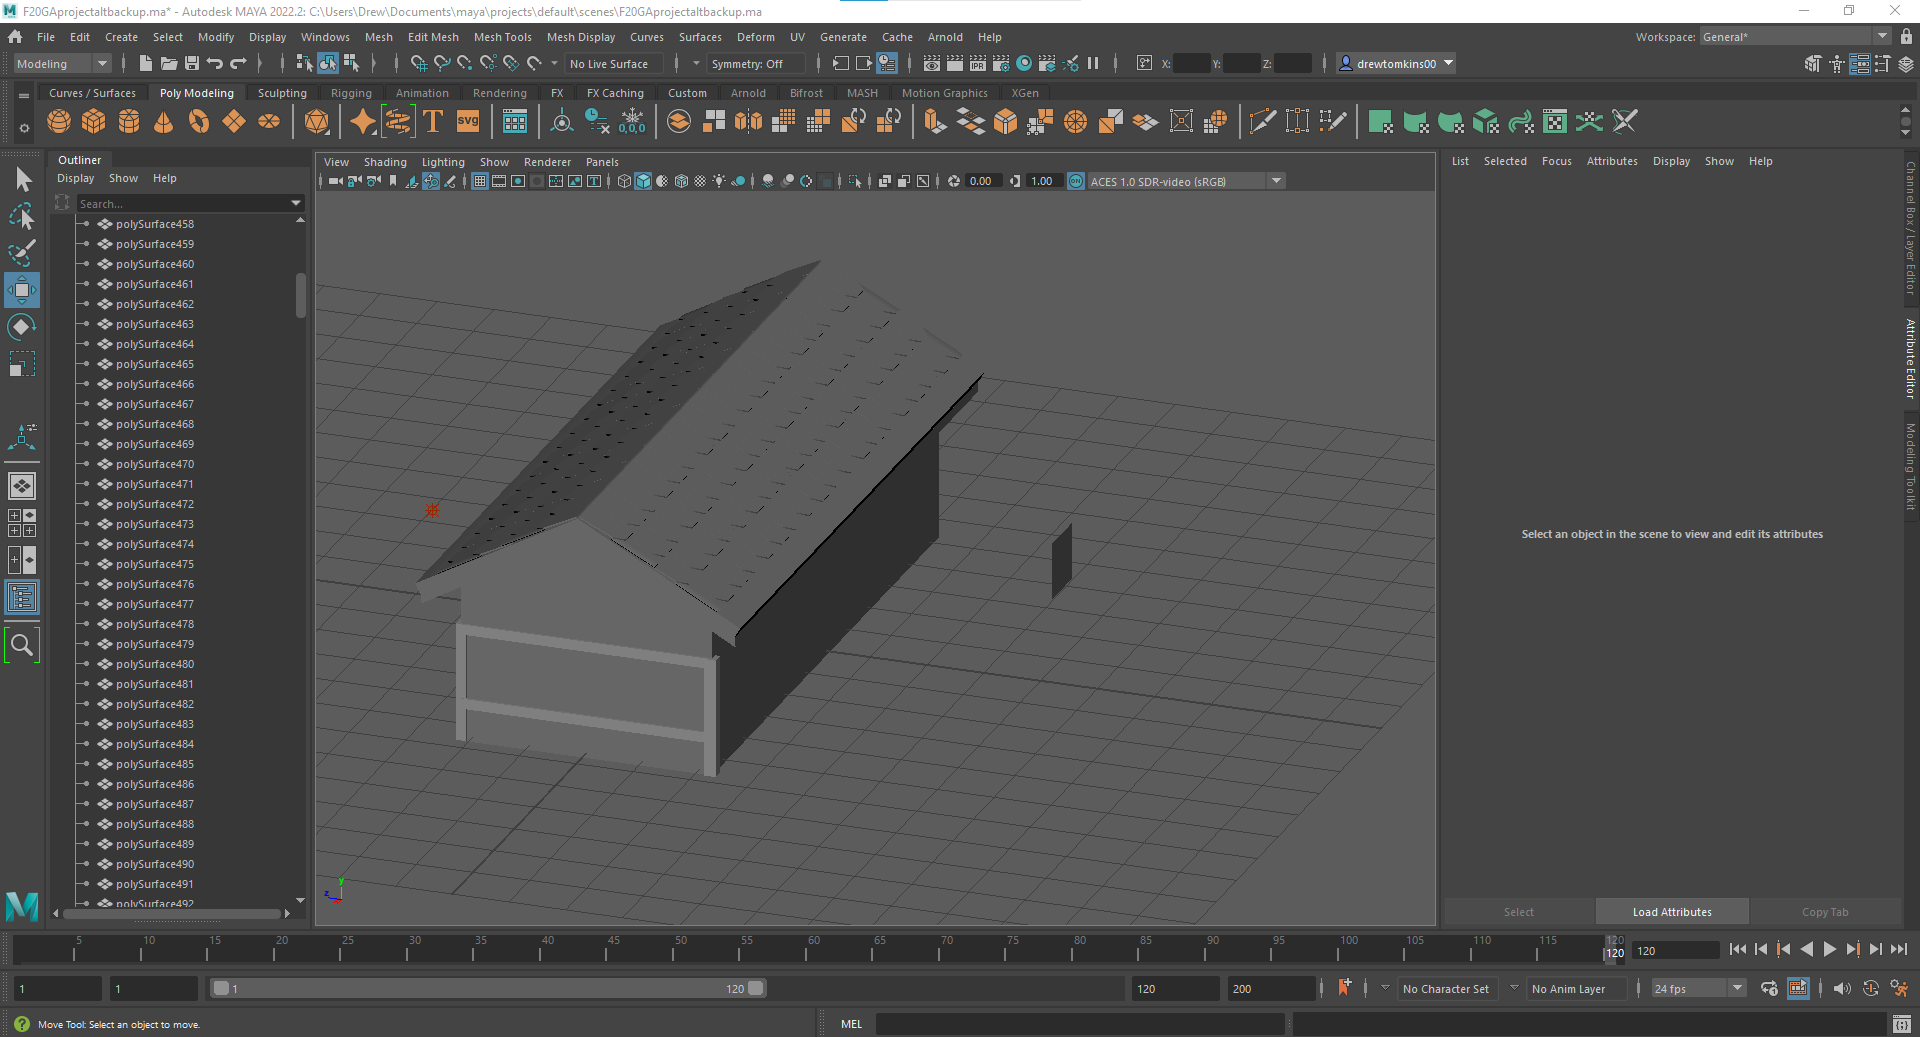 F20GAprojectaltbackup.ma* - Autodesk MAYA 2022.2: C:\Users\Drew\Documents\maya\projects\default\scenes\F20GAprojectaltbackup.ma
File Edit Create Select Modify Display Windows Mesh Edit Mesh Mesh Tools Mesh Display Curves Surfaces Deform UV Generate Cache Arnold Help
Workspace: General*
Modeling
No Live Surface
Symmetry: Off
IPR
X:
Y:
Z:
drewtomkins00
Curves / Surfaces Poly Modeling Sculpting Rigging Animation Rendering FX FX Caching Custom Arnold Bifrost MASH Motion Graphics XGen
T
svg
0,0,0
Outliner
Display Show Help
Search...
polySurface458
polySurface459
polySurface460
polySurface461
polySurface462
polySurface463
polySurface464
polySurface465
polySurface466
polySurface467
polySurface468
polySurface469
polySurface470
polySurface471
polySurface472
polySurface473
polySurface474
polySurface475
polySurface476
polySurface477
polySurface478
polySurface479
polySurface480
polySurface481
polySurface482
polySurface483
polySurface484
polySurface485
polySurface486
polySurface487
polySurface488
polySurface489
polySurface490
polySurface491
polySurface492
View Shading Lighting Show Renderer Panels
0.00
1.00
ON
ACES 1.0 SDR-video (sRGB)
y
z
List Selected Focus Attributes Display Show Help
Select an object in the scene to view and edit its attributes
Select
Load Attributes
Copy Tab
Channel Box / Layer Editor
Attribute Editor
Modeling Toolkit
5 10 15 20 25 30 35 40 45 50 55 60 65 70 75 80 85 90 95 100 105 110 115 120
120
120
1
1
1
120
120
200
No Character Set
No Anim Layer
24 fps
Move Tool: Select an object to move.
MEL